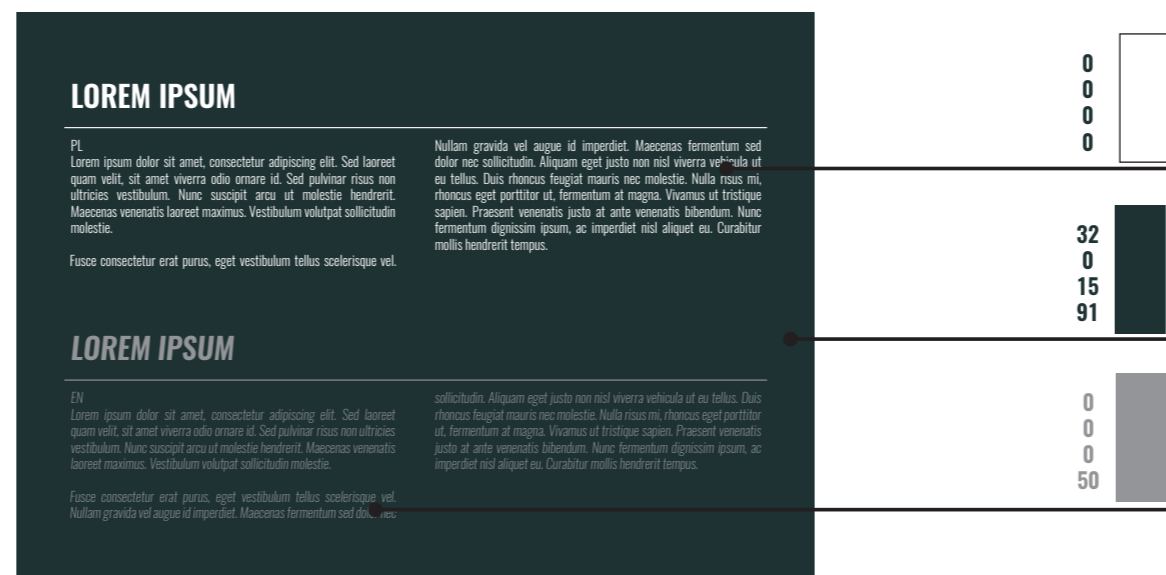 LOREM IPSUM
PL
Lorem ipsum dolor sit amet, consectetur adipiscing elit. Sed laoreet
quam velit, sit amet viverra odio ornare id. Sed pulvinar risus non
ultricies vestibulum. Nunc suscipit arcu ut molestie hendrerit.
Maecenas venenatis laoreet maximus. Vestibulum volutpat sollicitudin
molestie.
Fusce consectetur erat purus, eget vestibulum tellus scelerisque vel.
Nullam gravida vel augue id imperdiet. Maecenas fermentum sed
dolor nec sollicitudin. Aliquam eget justo non nisl viverra vehicula ut
eu tellus. Duis rhoncus feugiat mauris nec molestie. Nulla risus mi,
rhoncus eget porttitor ut, fermentum at magna. Vivamus ut tristique
sapien. Praesent venenatis justo at ante venenatis bibendum. Nunc
fermentum dignissim ipsum, ac imperdiet nisl aliquet eu. Curabitur
mollis hendrerit tempus.
LOREM IPSUM
EN
Lorem ipsum dolor sit amet, consectetur adipiscing elit. Sed laoreet
quam velit, sit amet viverra odio ornare id. Sed pulvinar risus non ultricies
vestibulum. Nunc suscipit arcu ut molestie hendrerit. Maecenas venenatis
laoreet maximus. Vestibulum volutpat sollicitudin molestie.
Fusce consectetur erat purus, eget vestibulum tellus scelerisque vel.
Nullam gravida vel augue id imperdiet. Maecenas fermentum sed dolor nec
sollicitudin. Aliquam eget justo non nisl viverra vehicula ut eu tellus. Duis
rhoncus feugiat mauris nec molestie. Nulla risus mi, rhoncus eget porttitor
ut, fermentum at magna. Vivamus ut tristique sapien. Praesent venenatis
justo at ante venenatis bibendum. Nunc fermentum dignissim ipsum, ac
imperdiet nisl aliquet eu. Curabitur mollis hendrerit tempus.
0
0
0
0
32
0
15
91
0
0
0
50